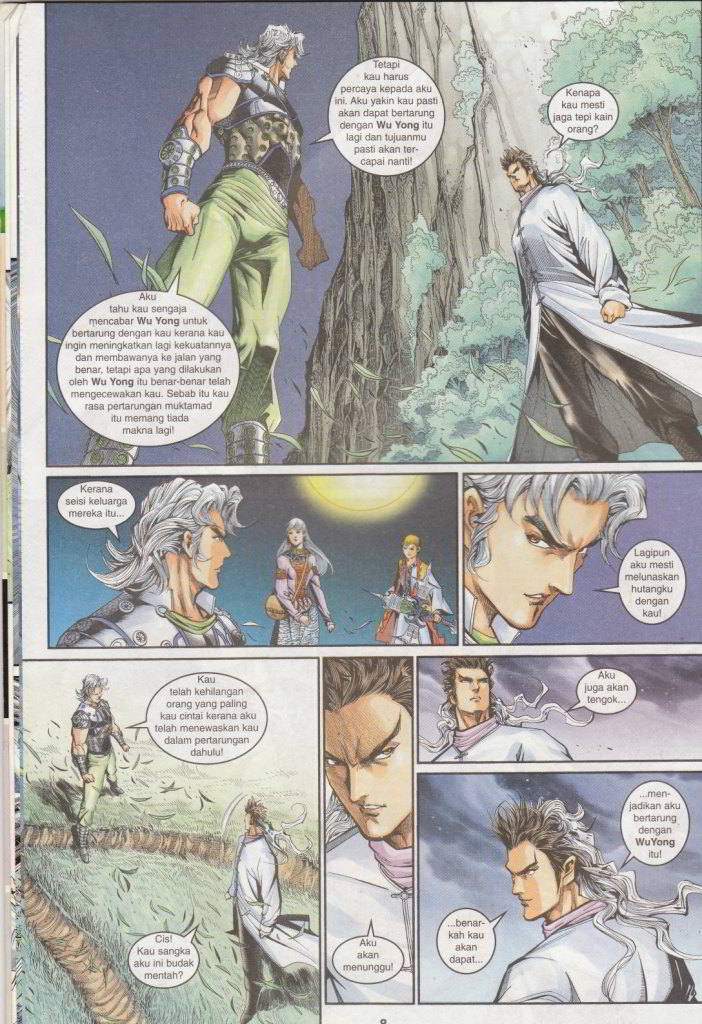 Tetapi
kau harus
percaya kepada aku
ini. Aku yakin kau pasti
akan dapat bertarung
dengan Wu Yong itu
lagi dan tujuanmu
pasti akan ter-
capai nanti!
Kenapa
kau mesti
jaga tepi kain
orang?
Aku
tahu kau sengaja
mencabar Wu Yong untuk
bertarung dengan kau kerana kau
ingin meningkatkan lagi kekuatannya
dan membawanya ke jalan yang
benar, tetapi apa yang dilakukan
oleh Wu Yong itu benar-benar telah
mengecewakan kau. Sebab itu kau
rasa pertarungan muktamad
itu memang tiada
makna lagi!
Kerana
seisi keluarga
mereka itu...
Lagipun
aku mesti
melunaskan
hutangku
dengan
kau!
Kau
telah kehilangan
orang yang paling
kau cintai kerana aku
telah menewaskan kau
dalam pertarungan
dahulu!
Cis!
Kau sangka
aku ini budak
mentah?
Aku
akan
menunggu!
Aku
juga akan
tengok...
...men-
jadikan aku
bertarung
dengan
WuYong
itu!
...benar-
kah kau
akan
dapat...
8